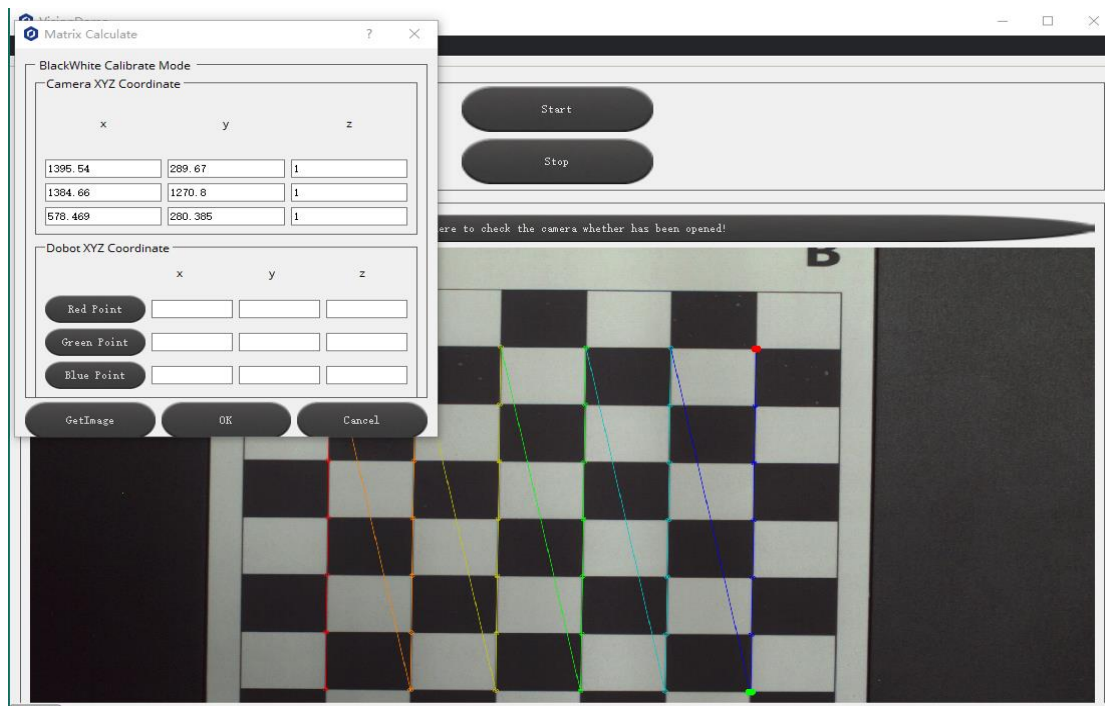 Matrix Calculate
?
BlackWhite Calibrate Mode
Camera XYZ Coordinate
x y z
1395.54 289.67 1
1384.66 1270.8 1
578.469 280.385 1
Dobot XYZ Coordinate
x y z
Red Point
Green Point
Blue Point
GetImage OK Cancel
Start
Stop
to check the camera whether has been opened!
B